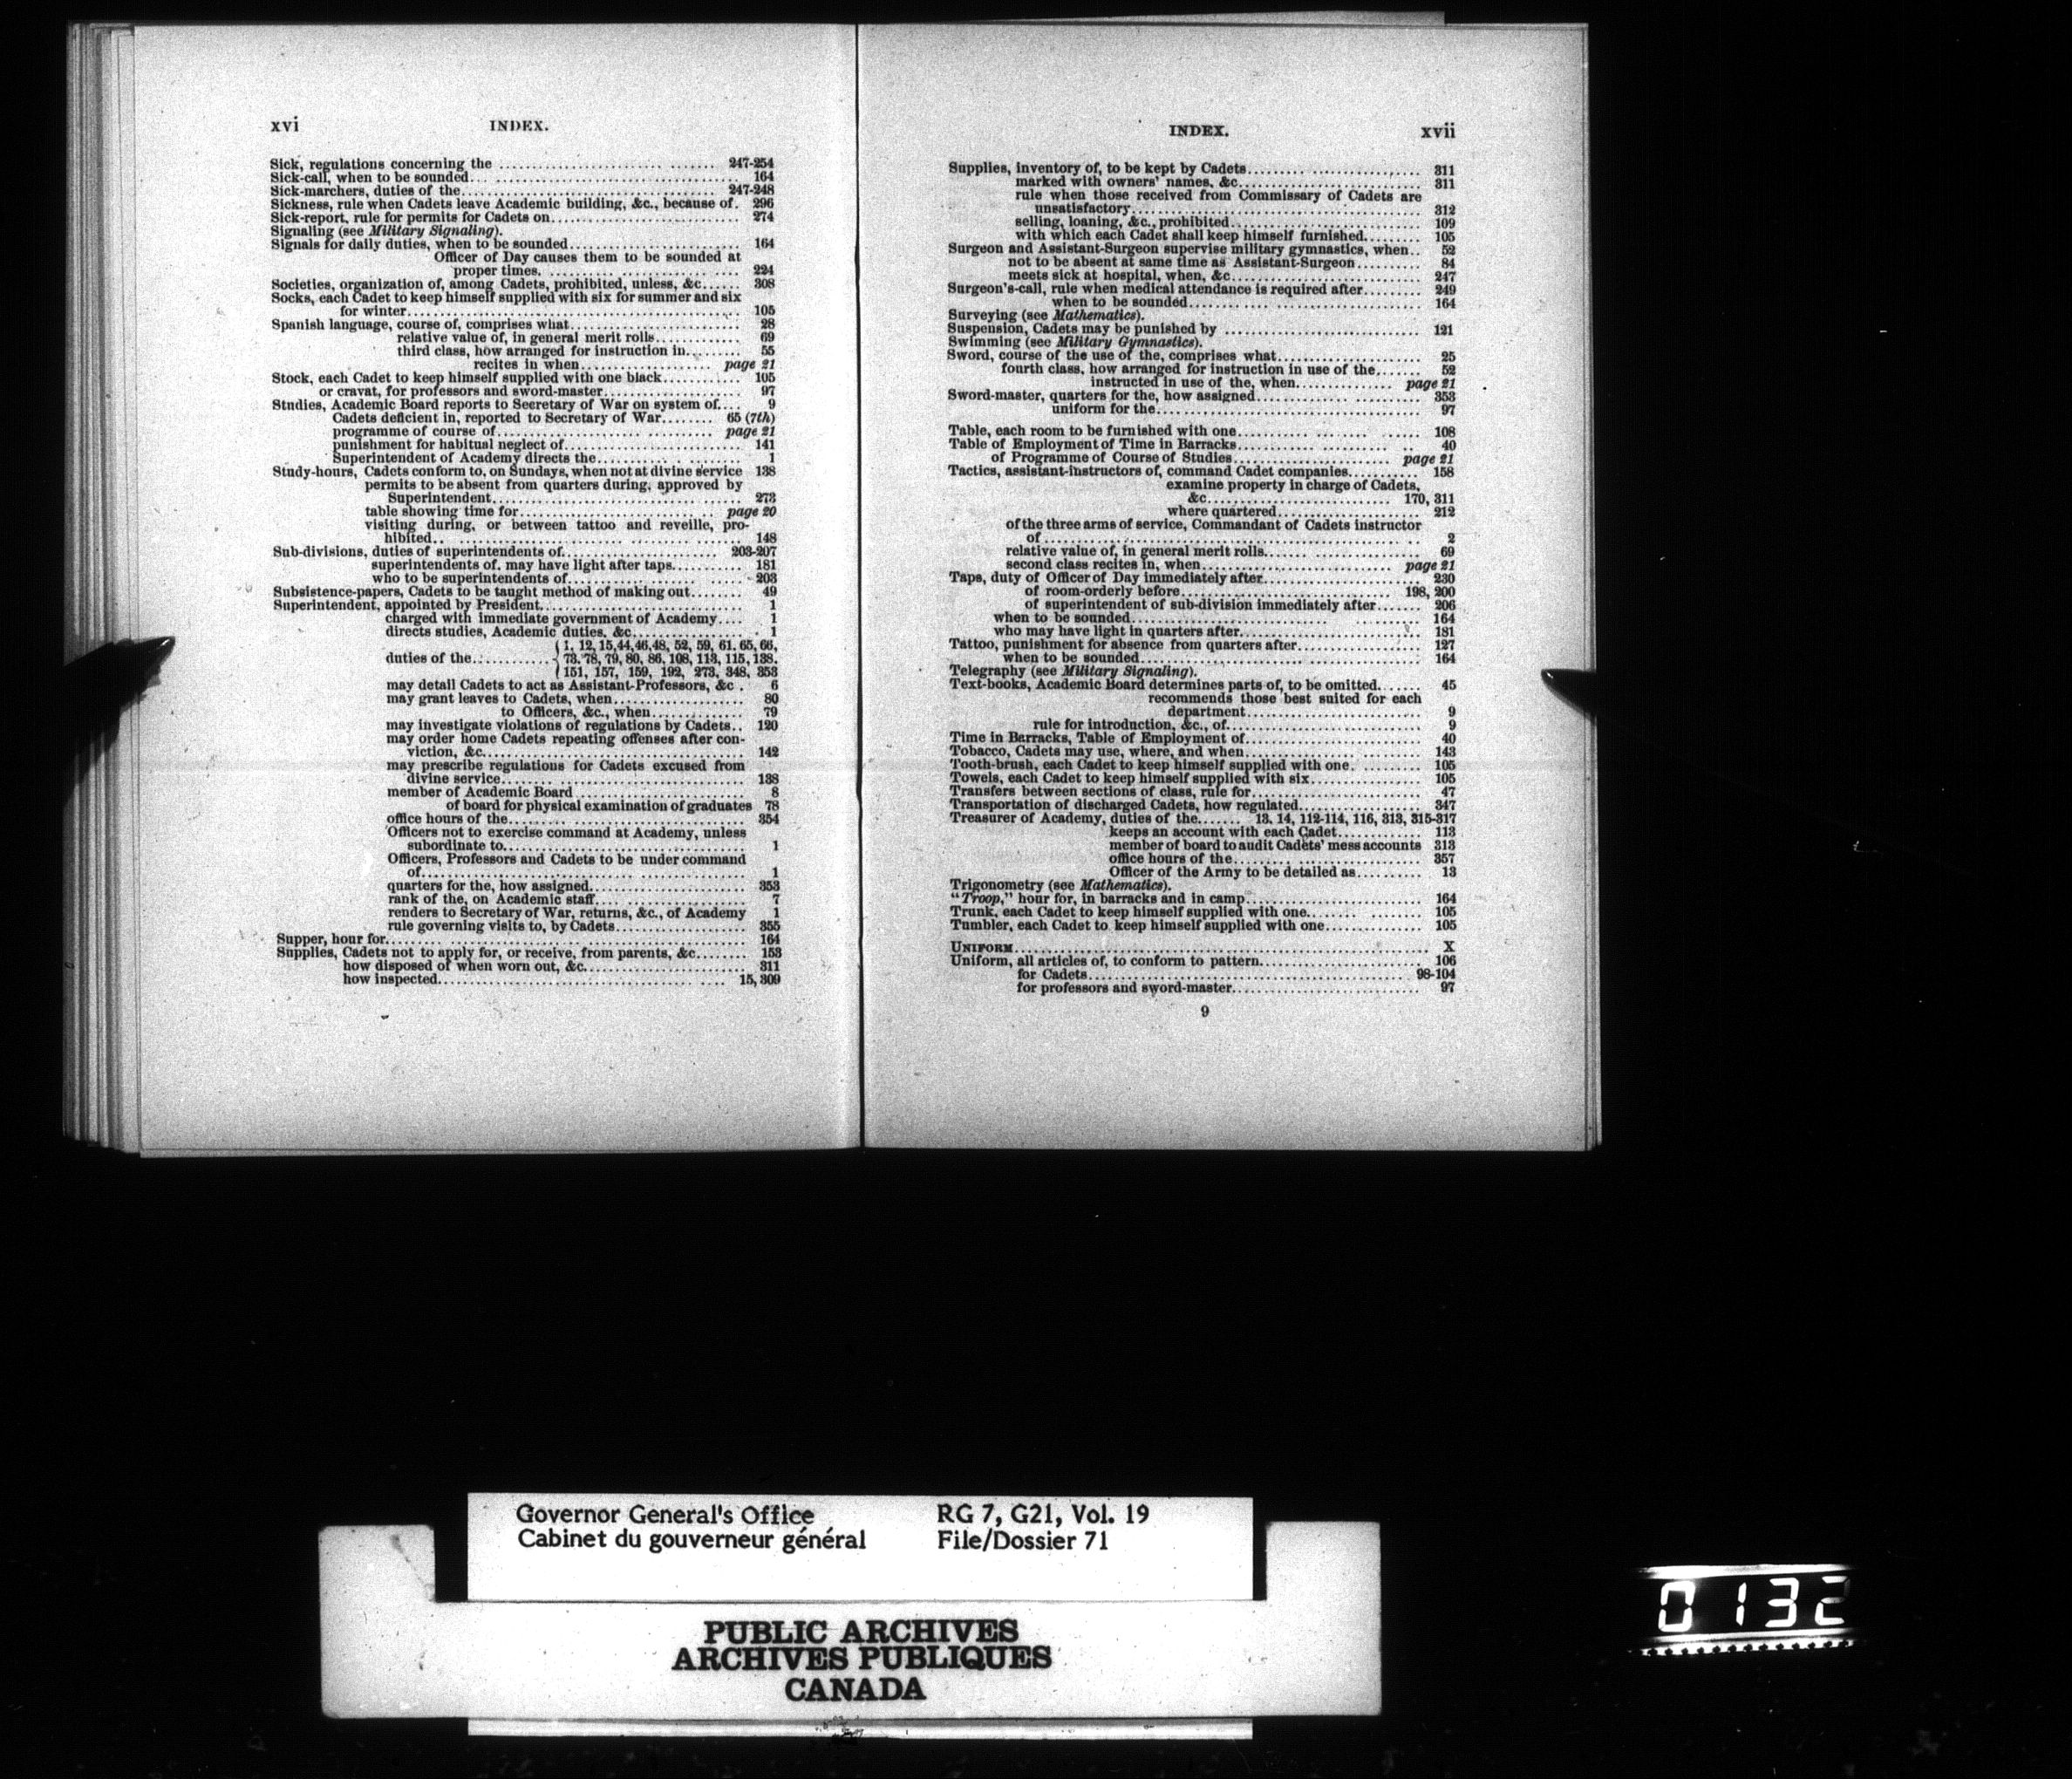 xvi INDEX.
Sick, regulations concerning the 247-254
Sick-call, when to be sounded 164
Sick-marchers, duties of the 247-248
Sickness, rule when Cadets leave Academic building, &c., because of. 296
Sick-report, rule for permits for Cadets on 274
Signaling (see Military Signaling).
Signals for daily duties, when to be sounded 164
Officer of Day causes them to be sounded at
proper times. 224
Societies, organization of, among Cadets, prohibited, unless, &c. 308
Socks, each Cadet to keep himself supplied with six for summer and six
for winter 105
Spanish language, course of, comprises what 28
relative value of, in general merit rolls 69
third class, how arranged for instruction in 55
recites in when page 21
Stock, each Cadet to keep himself supplied with one black 105
or cravat, for professors and sword-master 97
Studies, Academic Board reports to Secretary of War on system of 9
Cadets deficient in, reported to Secretary of War 65 (7th)
programme of course of page 21
punishment for habitual neglect of 141
Superintendent of Academy directs the 1
Study-hours, Cadets conform to, on Sundays, when not at divine service 138
permits to be absent from quarters during, approved by
Superintendent 273
table showing time for page 20
visiting during, or between tattoo and reveille, pro-
hibited 148
Sub-divisions, duties of superintendents of 203-207
superintendents of. may have light after taps 181
who to be superintendents of 203
Subsistence-papers, Cadets to be taught method of making out 49
Superintendent, appointed by President 1
charged with immediate government of Academy 1
directs studies, Academic duties, &c. 1
1, 12, 15, 44, 46, 48, 52, 59, 61. 65, 66,
duties of the 73, 78, 79, 80, 86, 108, 113, 115, 138.
151, 157, 159, 192, 273, 348, 353
may detail Cadets to act as Assistant-Professors, &c . 6
may grant leaves to Cadets, when 80
to Officers, &c., when 79
may investigate violations of regulations by Cadets 120
may order home Cadets repeating offenses after con-
viction, &c. 142
may prescribe regulations for Cadets excused from
divine service 138
member of Academic Board 8
of board for physical examination of graduates 78
office hours of the 354
Officers not to exercise command at Academy, unless
subordinate to 1
Officers, Professors and Cadets to be under command
of 1
quarters for the, how assigned 353
rank of the, on Academic staff 7
renders to Secretary of War, returns, &c., of Academy 1
rule governing visits to, by Cadets 355
Supper, hour for 164
Supplies, Cadets not to apply for, or receive, from parents, &c. 153
how disposed of when worn out, &c. 311
how inspected 15, 309
INDEX. xvii
Supplies, inventory of, to be kept by Cadets 311
marked with owners' names, &c. 311
rule when those received from Commissary of Cadets are
unsatisfactory 312
selling, loaning, &c., prohibited 109
with which each Cadet shall keep himself furnished 105
Surgeon and Assistant-Surgeon supervise military gymnastics, when 52
not to be absent at same time as Assistant-Surgeon 84
meets sick at hospital, when, &c. 247
Surgeon's-call, rule when medical attendance is required after 249
when to be sounded 164
Surveying (see Mathematics).
Suspension, Cadets may be punished by 121
Swimming (see Military Gymnastics).
Sword, course of the use of the, comprises what 25
fourth class, how arranged for instruction in use of the 52
instructed in use of the, when page 21
Sword-master, quarters for the, how assigned 353
uniform for the 97
Table, each room to be furnished with one 108
Table of Employment of Time in Barracks 40
of Programme of Course of Studies page 21
Tactics, assistant-instructors of, command Cadet companies 158
examine property in charge of Cadets,
&c. 170, 311
where quartered 212
of the three arms of service, Commandant of Cadets instructor
of 2
relative value of, in general merit rolls 69
second class recites in, when page 21
Taps, duty of Officer of Day immediately after 230
of room-orderly before 198, 200
of superintendent of sub-division immediately after 206
when to be sounded 164
who may have light in quarters after 181
Tattoo, punishment for absence from quarters after 127
when to be sounded 164
Telegraphy (see Military Signaling).
Text-books, Academic Board determines parts of, to be omitted 45
recommends those best suited for each
department 9
rule for introduction, &c., of 9
Time in Barracks, Table of Employment of 40
Tobacco, Cadets may use, where, and when 143
Tooth-brush, each Cadet to keep himself supplied with one 105
Towels, each Cadet to keep himself supplied with six 105
Transfers between sections of class, rule for 47
Transportation of discharged Cadets, how regulated 347
Treasurer of Academy, duties of the 13, 14, 112-114, 116, 313, 315-317
keeps an account with each Cadet 113
member of board to audit Cadets' mess accounts 313
office hours of the 357
Officer of the Army to be detailed as 13
Trigonometry (see Mathematics).
"Troop," hour for, in barracks and in camp 164
Trunk, each Cadet to keep himself supplied with one 105
Tumbler, each Cadet to keep himself supplied with one 105
UNIFORM X
Uniform, all articles of, to conform to pattern 106
for Cadets 98-104
for professors and sword-master 97
9
Governor General's Office RG 7, G21, Vol. 19
Cabinet du gouverneur général File/Dossier 71
PUBLIC ARCHIVES
ARCHIVES PUBLIQUES
CANADA
0132